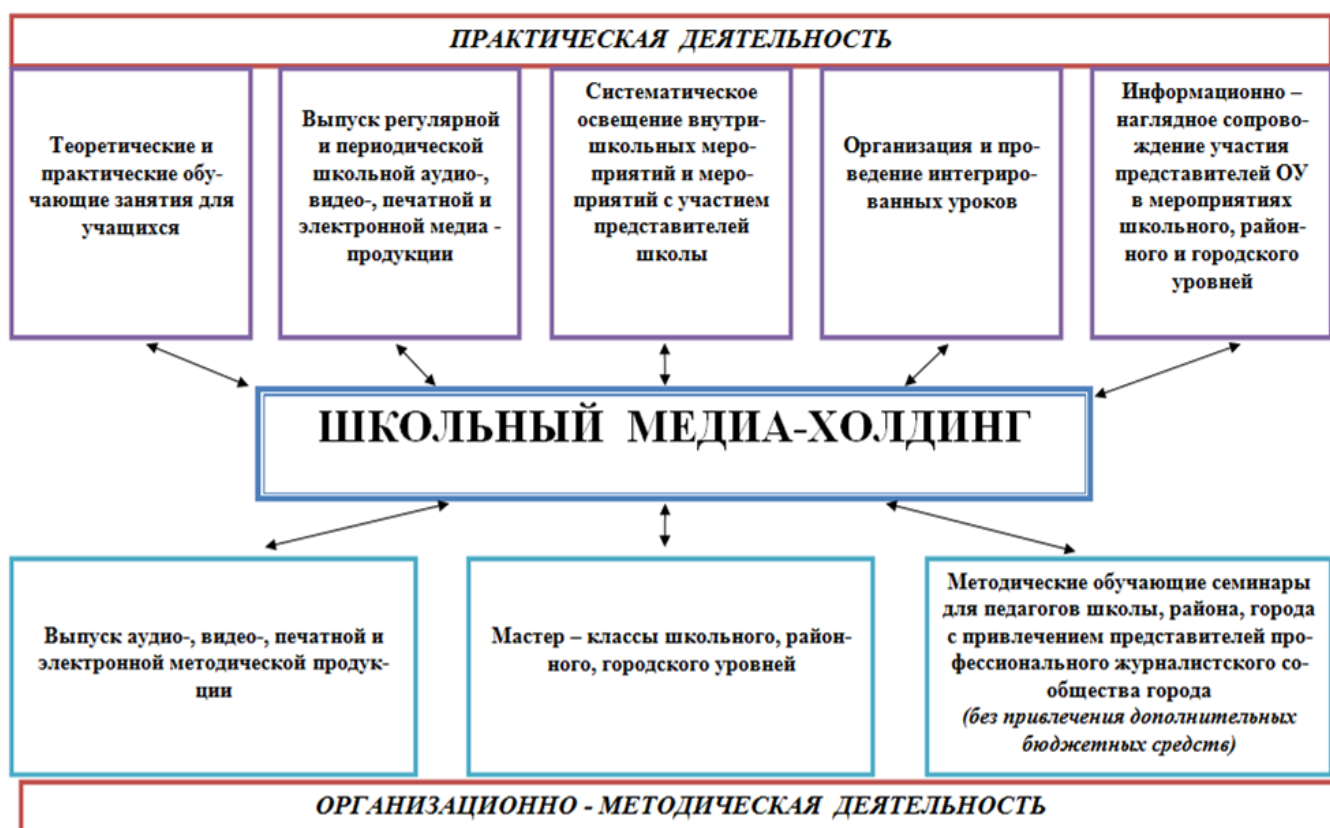 ПРАКТИЧЕСКАЯ ДЕЯТЕЛЬНОСТЬ
Теоретические и
практические обу-
чающие занятия для
учащихся
Выпуск регулярной
и периодической
школьной аудио-,
видео-, печатной и
электронной медиа -
продукции
Систематическое
освещение внутри-
школьных меро-
приятий и меро-
приятий с участием
представителей
школы
Организация и про-
ведение интегриро-
ванных уроков
Информационно –
наглядное сопрово-
ждение участия
представителей ОУ
в мероприятиях
школьного, район-
ного и городского
уровней
ШКОЛЬНЫЙ МЕДИА-ХОЛДИНГ
Выпуск аудио-, видео-, печатной и
электронной методической продук-
ции
Мастер – классы школьного, район-
ного, городского уровней
Методические обучающие семинары
для педагогов школы, района, города
с привлечением представителей про-
фессионального журналистского со-
общества города
(без привлечения дополнительных
бюджетных средств)
ОРГАНИЗАЦИОННО - МЕТОДИЧЕСКАЯ ДЕЯТЕЛЬНОСТЬ